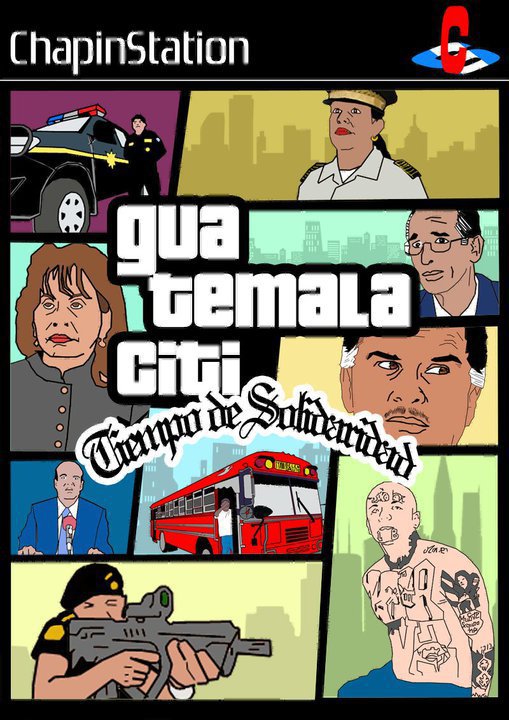 ChapinStation
C
gua
temala
citi
Tiempo de Solidaridad